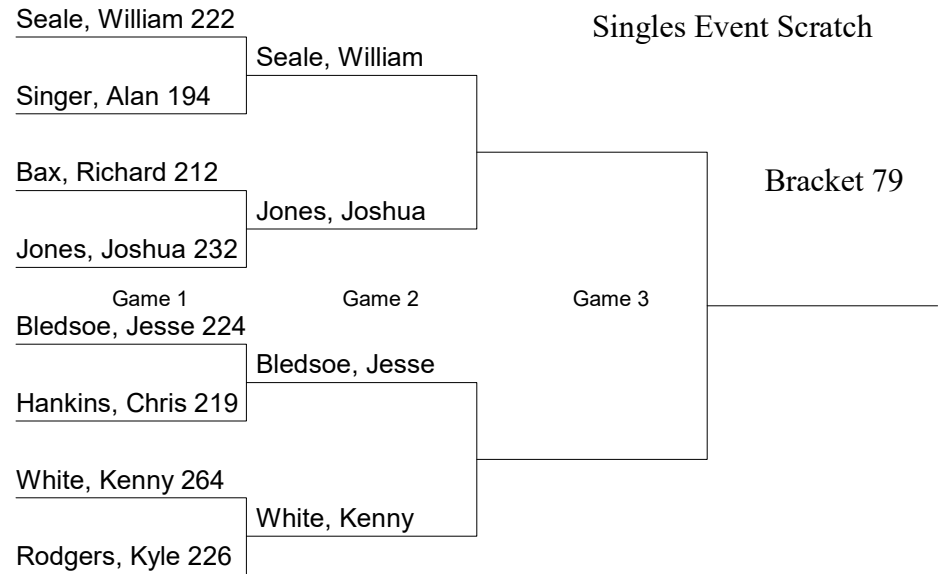 Seale, William 222
Singles Event Scratch
Seale, William
Singer, Alan 194
Bax, Richard 212
Bracket 79
Jones, Joshua
Jones, Joshua 232
Game 1
Game 2
Game 3
Bledsoe, Jesse 224
Bledsoe, Jesse
Hankins, Chris 219
White, Kenny 264
White, Kenny
Rodgers, Kyle 226